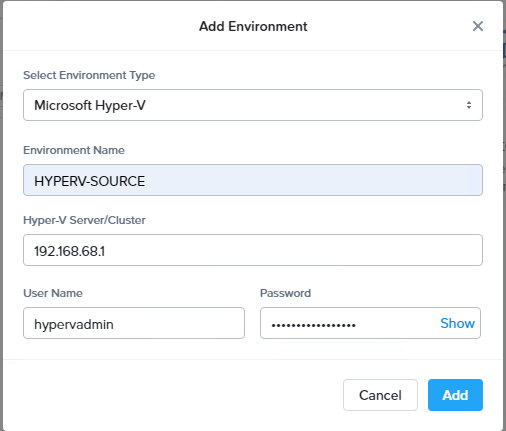 Add Environment
Select Environment Type
Microsoft Hyper-V
Environment Name
HYPERV-SOURCE
Hyper-V Server/Cluster
192.168.68.1
User Name
Password
hypervadmin
•••••••••••••••••
Show
Cancel
Add